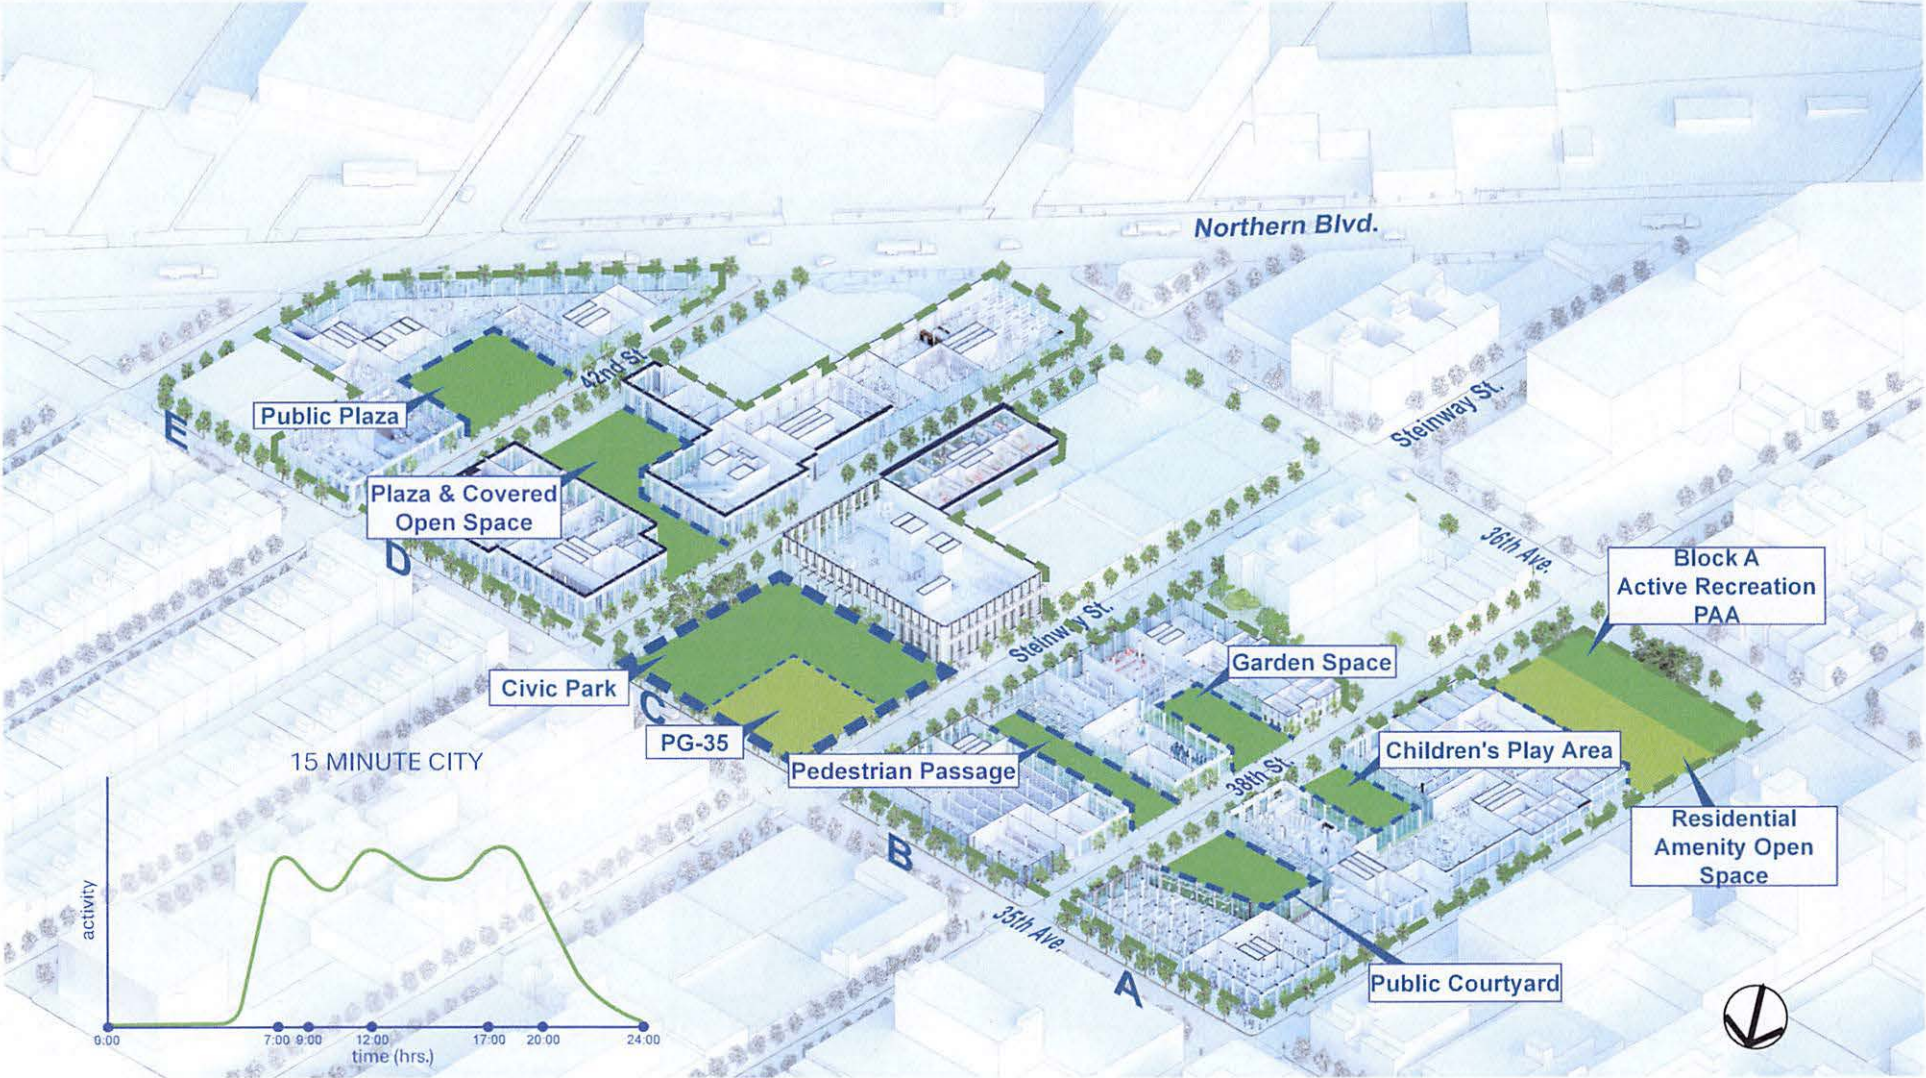 Northern Blvd.
42nd St.
Public Plaza
E
Steinway St.
Plaza & Covered
Open Space
D
36th Ave.
Block A
Active Recreation
PAA
Steinway St.
Garden Space
Civic Park
C
PG-35
Pedestrian Passage
Children's Play Area
38th St.
Residential
Amenity Open
Space
B
35th Ave.
A
Public Courtyard
15 MINUTE CITY
activity
0:00 7:00 9:00 12:00 17:00 20:00 24:00
time (hrs.)